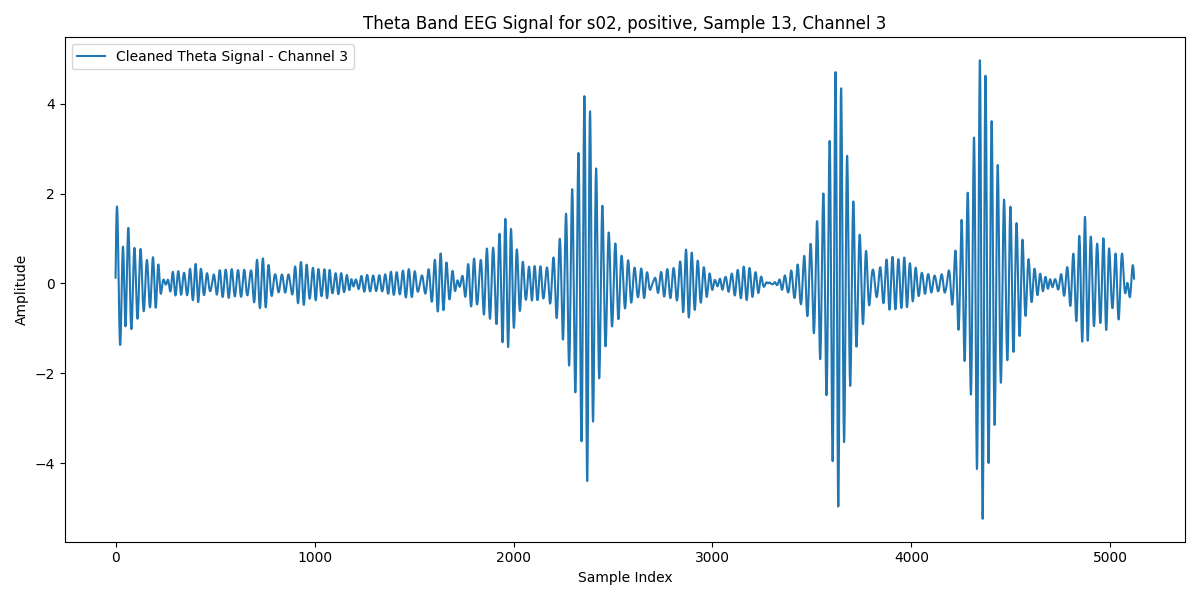 Theta Band EEG Signal for s02, positive, Sample 13, Channel 3
Cleaned Theta Signal - Channel 3
Amplitude
4
2
0
−2
−4
0 1000 2000 3000 4000 5000
Sample Index